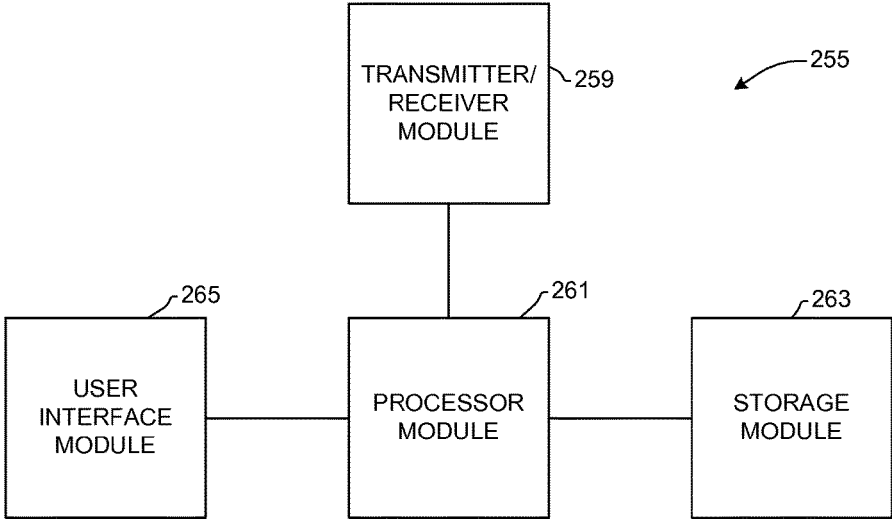 TRANSMITTER/
RECEIVER
MODULE
259
255
265
261
263
USER
INTERFACE
MODULE
PROCESSOR
MODULE
STORAGE
MODULE